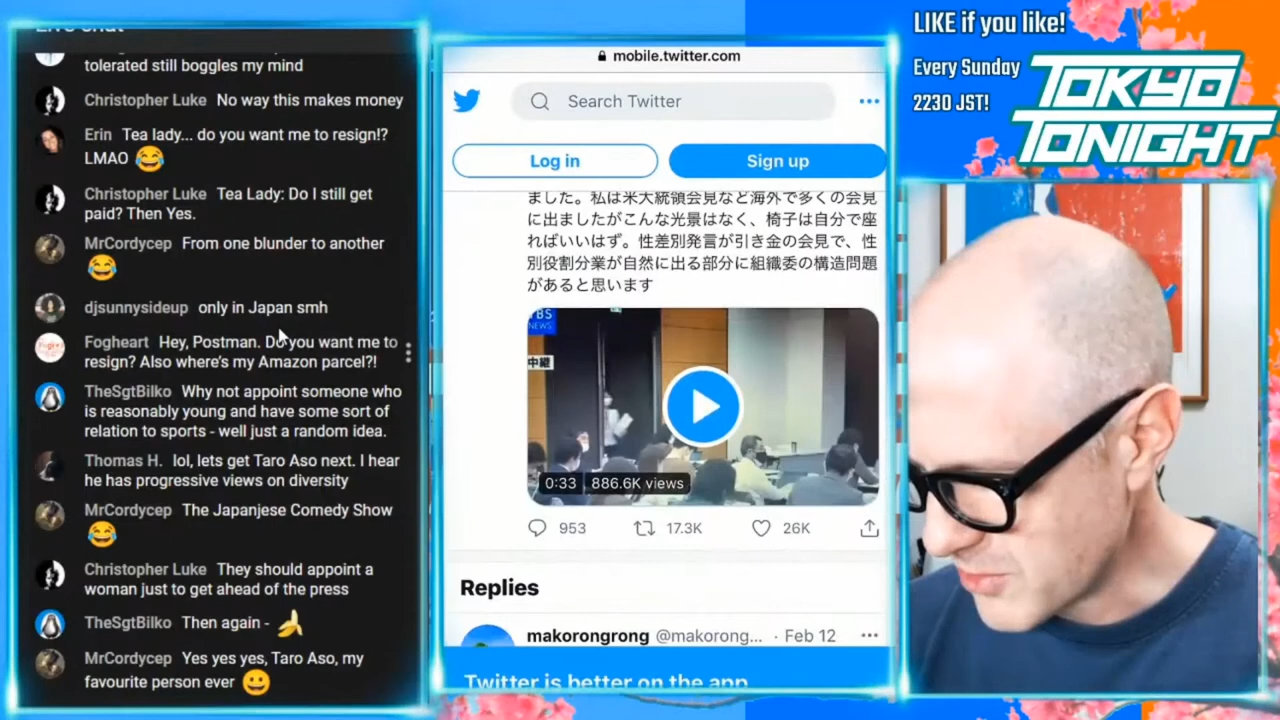 Live chat
tolerated still boggles my mind
Christopher Luke No way this makes money
Erin Tea lady... do you want me to resign!?
LMAO 😂
Christopher Luke Tea Lady: Do I still get
paid? Then Yes.
MrCordycep From one blunder to another
😂
djsunnysideup only in Japan smh
Fogheart Hey, Postman. Do you want me to
resign? Also where's my Amazon parcel?!
TheSgtBilko Why not appoint someone who
is reasonably young and have some sort of
relation to sports - well just a random idea.
Thomas H. lol, lets get Taro Aso next. I hear
he has progressive views on diversity
MrCordycep The Japanjese Comedy Show
😂
Christopher Luke They should appoint a
woman just to get ahead of the press
TheSgtBilko Then again - 🍌
MrCordycep Yes yes yes, Taro Aso, my
favourite person ever 😀
mobile.twitter.com
Search Twitter
Log in
Sign up
ました。私は米大統領会見など海外で多くの会見
に出ましたがこんな光景はなく、椅子は自分で座
ればいいはず。性差別発言が引き金の会見で、性
別役割分業が自然に出る部分に組織委の構造問題
があると思います
TBS
NEWS
中継
0:33 886.6K views
953 17.3K 26K
Replies
makorongrong @makorong... · Feb 12
Twitter is better on the app
LIKE if you like!
Every Sunday
2230 JST!
TOKYO
TONIGHT